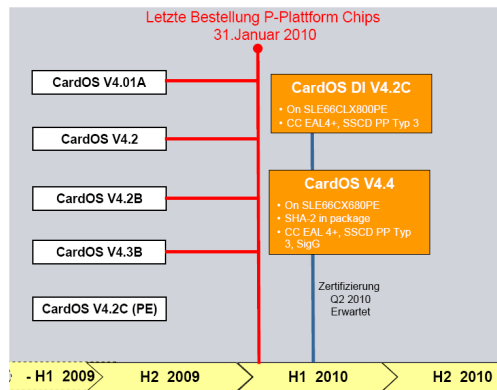 Letzte Bestellung P-Plattform Chips
31.Januar 2010
CardOS V4.01A
CardOS V4.2
CardOS V4.2B
CardOS V4.3B
CardOS V4.2C (PE)
CardOS DI V4.2C
• On SLE66CLX800PE
• CC EAL4+, SSCD PP Typ 3
CardOS V4.4
• On SLE66CX680PE
• SHA-2 in package
• CC EAL 4+, SSCD PP Typ
3, SigG
Zertifizierung
Q2 2010
Erwartet
- H1 2009
H2 2009
H1 2010
H2 2010